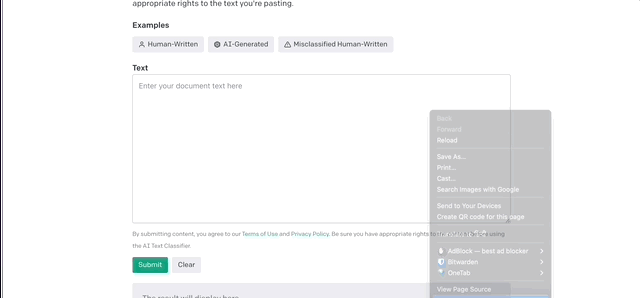 appropriate rights to the text you're pasting.
Examples
Human-Written
AI-Generated
Misclassified Human-Written
Text
Enter your document text here
By submitting content, you agree to our Terms of Use and Privacy Policy. Be sure you have appropriate rights to using
the AI Text Classifier.
Submit
Clear
The result will display here
Back
Forward
Reload
Save As...
Print...
Cast...
Search Images with Google
Send to Your Devices
Create QR code for this page
AdBlock — best ad blocker
Bitwarden
OneTab
View Page Source